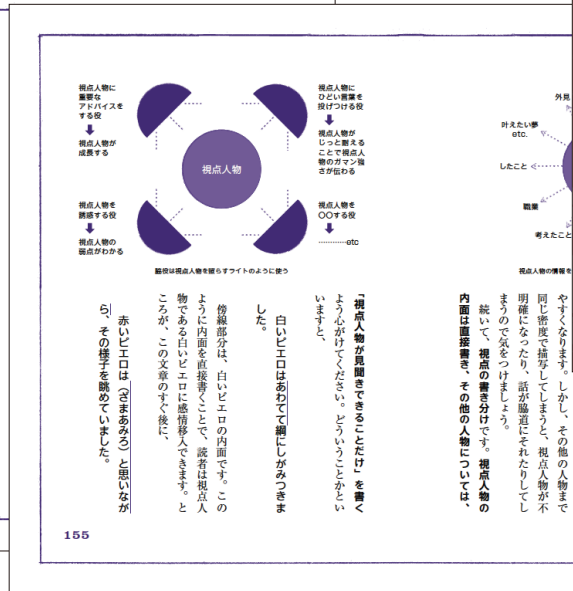 視点人物に
重要な
アドバイスを
する役
視点人物が
成長する
視点人物に
ひどい言葉を
投げつける役
視点人物が
じっと耐える
ことで視点人
物のガマン強
さが伝わる
視点人物
視点人物を
誘惑する役
視点人物の
弱点がわかる
視点人物を
〇〇する役
…………etc
脇役は視点人物を照らすライトのように使う
外見
叶えたい夢
etc.
したこと
職業
考えたこと
視点人物の情報を
やすくなります。しかし、その他の人物まで
同じ密度で描写してしまうと、視点人物が不
明確になったり、話が脇道にそれたりしてし
まうので気をつけましょう。
続いて、視点の書き分けです。視点人物の
内面は直接書き、その他の人物については、
「視点人物が見聞きできることだけ」を書く
よう心がけてください。どういうことかとい
いますと、
白いピエロはあわてて綱にしがみつきま
した。
傍線部分は、白いピエロの内面です。この
ように内面を直接書くことで、読者は視点人
物である白いピエロに感情移入できます。と
ころが、この文章のすぐ後に、
赤いピエロは（ざまあみろ）と思いなが
ら、その様子を眺めていました。
155